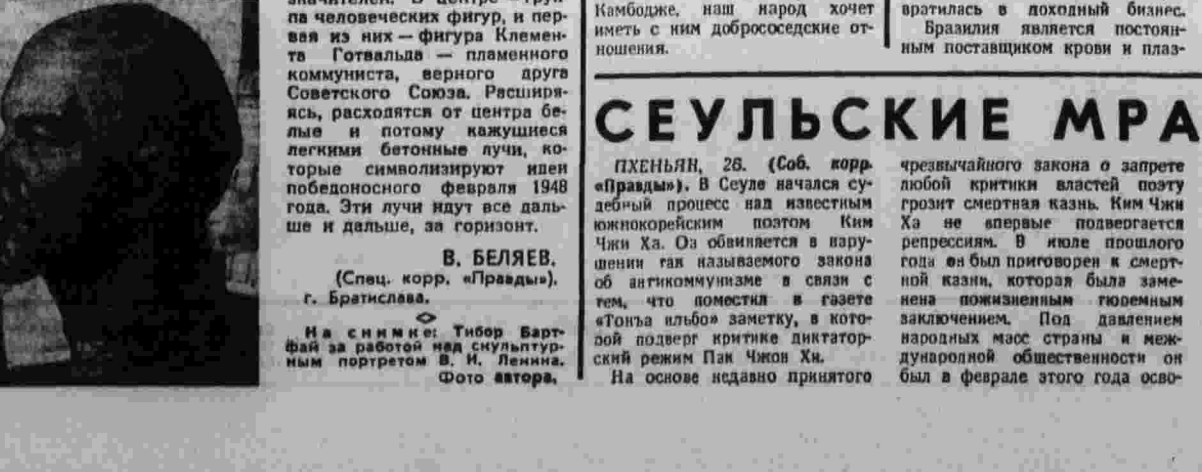 па человеческих фигур, и пер-
вая из них — фигура Клемен-
та Готвальда — пламенного
коммуниста, верного друга
Советского Союза. Расширя-
ясь, расходятся от центра бе-
лые и потому кажущиеся
легкими бетонные лучи, ко-
торые символизируют идеи
победоносного февраля 1948
года. Эти лучи идут все даль-
ше и дальше, за горизонт.
В. БЕЛЯЕВ.
(Спец. корр. «Правды»).
г. Братислава.
На снимке: Тибор Барт-
фай за работой над скульптур-
ным портретом В. И. Ленина.
Фото автора.
Камбодже, наш народ хочет
иметь с ним добрососедские от-
ношения.
вратилась в доходный бизнес.
Бразилия является постоян-
ным поставщиком крови и плаз-
СЕУЛЬСКИЕ МРА
ПХЕНЬЯН, 26. (Соб. корр.
«Правды»). В Сеуле начался су-
дебный процесс над известным
южнокорейским поэтом Ким
Чжи Ха. Он обвиняется в нару-
шении так называемого закона
об антикоммунизме в связи с
тем, что поместил в газете
«Тонъа ильбо» заметку, в кото-
рой подверг критике диктатор-
ский режим Пак Чжон Хи.
На основе недавно принятого
чрезвычайного закона о запрете
любой критики властей поэту
грозит смертная казнь. Ким Чжи
Ха не впервые подвергается
репрессиям. В июле прошлого
года он был приговорен к смерт-
ной казни, которая была заме-
нена пожизненным тюремным
заключением. Под давлением
народных масс страны и меж-
дународной общественности он
был в феврале этого года осво-